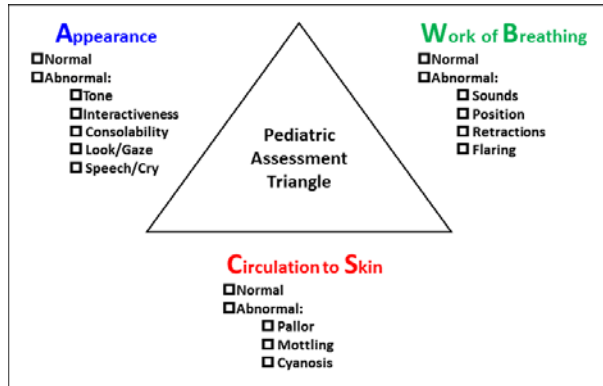 Appearance
☐Normal
☐Abnormal:
☐Tone
☐Interactiveness
☐Consolability
☐Look/Gaze
☐Speech/Cry
Work of Breathing
☐Normal
☐Abnormal:
☐Sounds
☐Position
☐Retractions
☐Flaring
Pediatric
Assessment
Triangle
Circulation to Skin
☐Normal
☐Abnormal:
☐Pallor
☐Mottling
☐Cyanosis